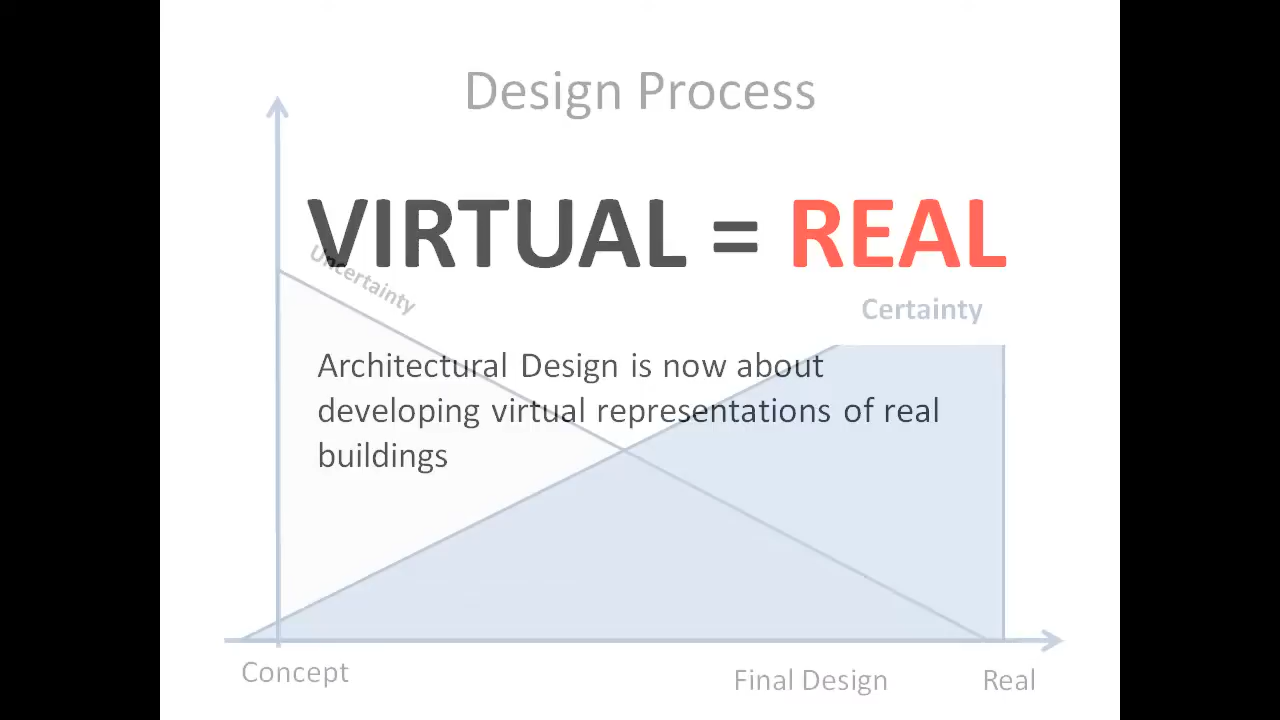 Design Process
VIRTUAL = REAL
Uncertainty
Certainty
Architectural Design is now about
developing virtual representations of real
buildings
Concept
Final Design
Real